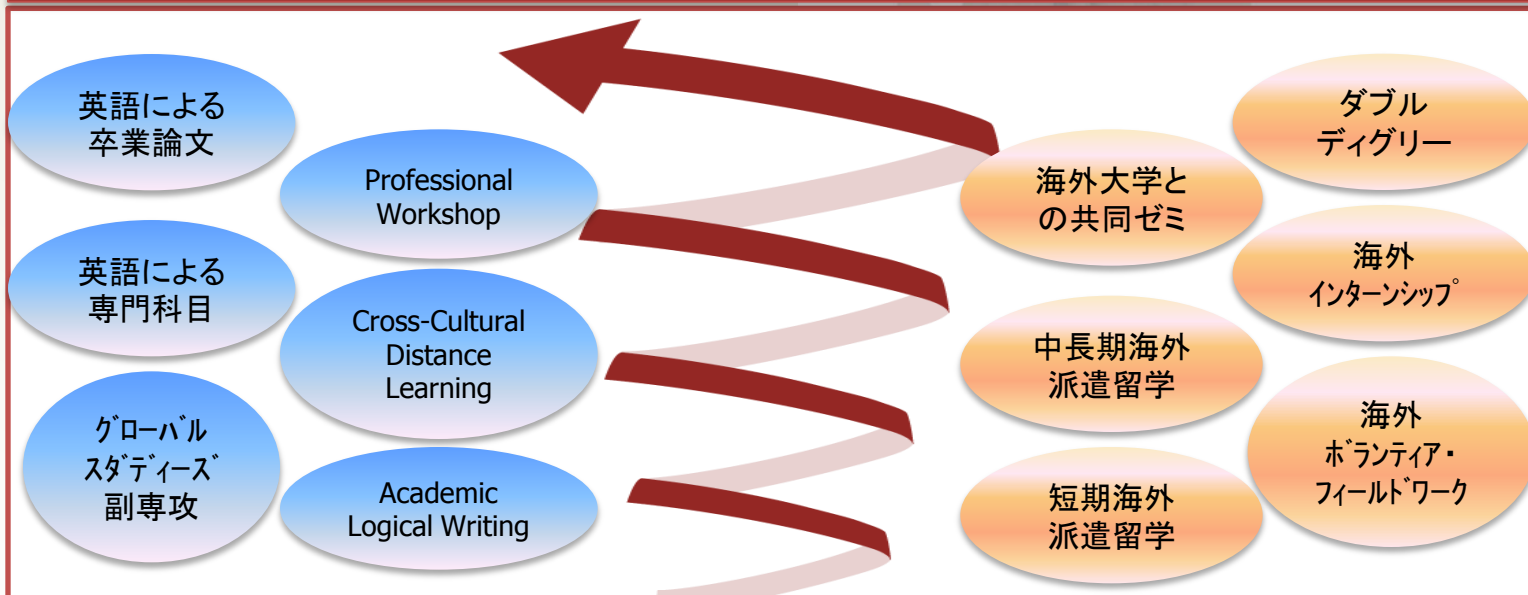 英語による
卒業論文
Professional
Workshop
英語による
専門科目
Cross-Cultural
Distance
Learning
ｸﾞﾛｰﾊﾞﾙ
ｽﾀﾞﾃﾞｨｰｽﾞ
副専攻
Academic
Logical Writing
ダブル
ディグリー
海外大学と
の共同ゼミ
海外
ｲﾝﾀｰﾝｼｯﾌﾟ
中長期海外
派遣留学
海外
ﾎﾞﾗﾝﾃｨｱ・
ﾌｨｰﾙﾄﾞﾜｰｸ
短期海外
派遣留学